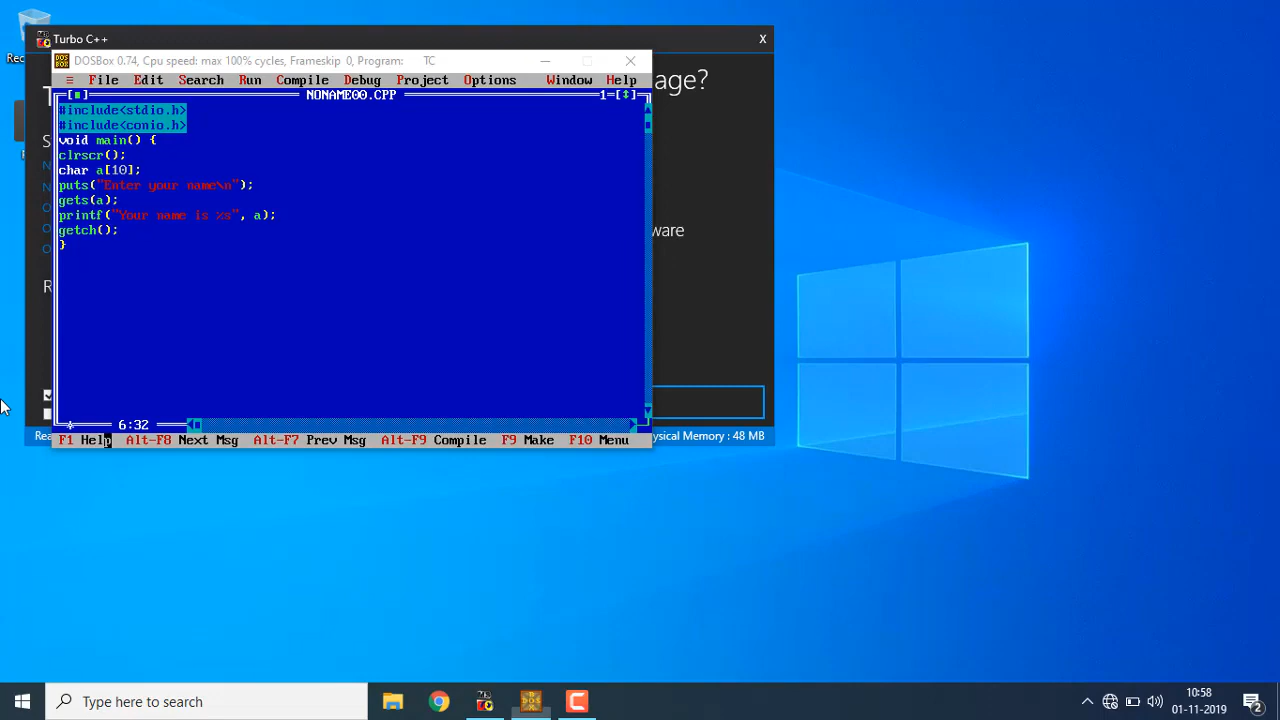 Rec
Turbo C++
X
DOSBox 0.74, Cpu speed: max 100% cycles, Frameskip 0, Program: TC
age?
≡ File Edit Search Run Compile Debug Project Options Window Help
[■] NONAME00.CPP 1=[↕]
#include<stdio.h>
#include<conio.h>
void main() {
clrscr();
char a[10];
puts("Enter your name\n");
gets(a);
printf("Your name is %s", a);
getch();
}
ware
* 6:32
F1 Help Alt-F8 Next Msg Alt-F7 Prev Msg Alt-F9 Compile F9 Make F10 Menu
Rea
ysical Memory : 48 MB
Type here to search
10:58
01-11-2019
2